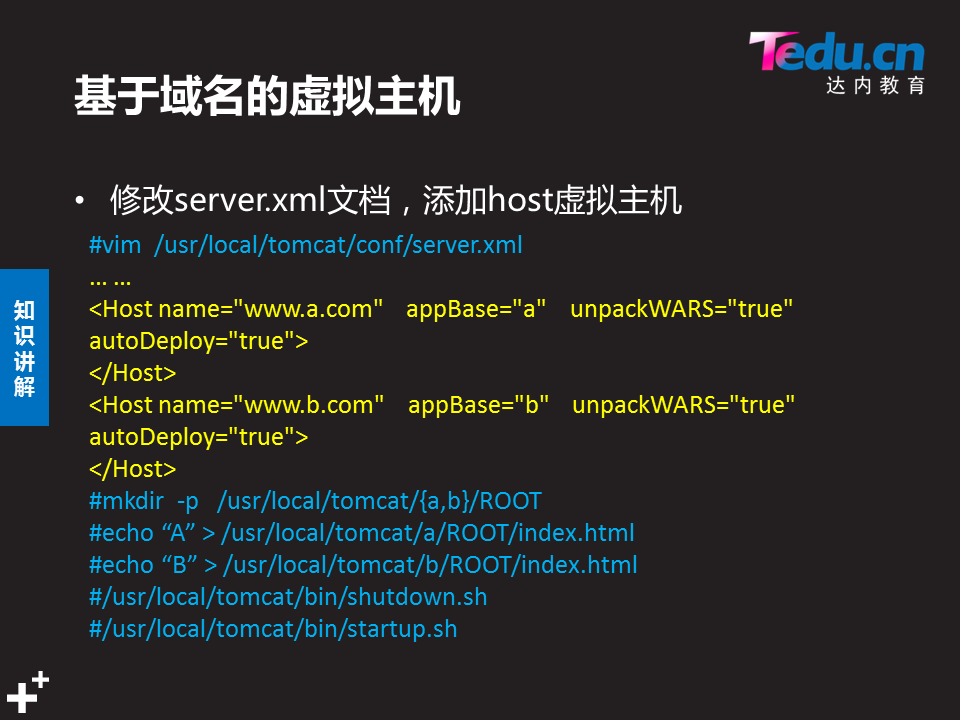 Tedu.cn
达内教育
基于域名的虚拟主机
• 修改server.xml文档，添加host虚拟主机
#vim /usr/local/tomcat/conf/server.xml
... ...
<Host name="www.a.com" appBase="a" unpackWARS="true"
autoDeploy="true">
</Host>
<Host name="www.b.com" appBase="b" unpackWARS="true"
autoDeploy="true">
</Host>
#mkdir -p /usr/local/tomcat/{a,b}/ROOT
#echo “A” > /usr/local/tomcat/a/ROOT/index.html
#echo “B” > /usr/local/tomcat/b/ROOT/index.html
#/usr/local/tomcat/bin/shutdown.sh
#/usr/local/tomcat/bin/startup.sh
知识讲解